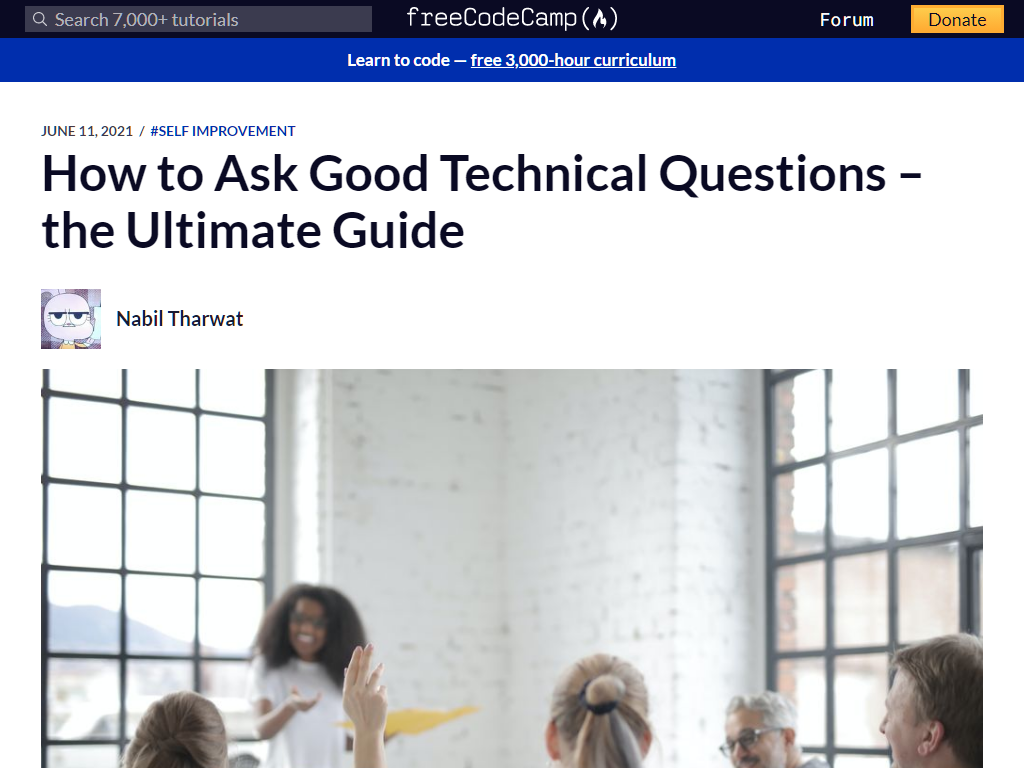 Search 7,000+ tutorials
freeCodeCamp(🔥)
Forum
Donate
Learn to code — free 3,000-hour curriculum
JUNE 11, 2021 / #SELF IMPROVEMENT
How to Ask Good Technical Questions –
the Ultimate Guide
Nabil Tharwat